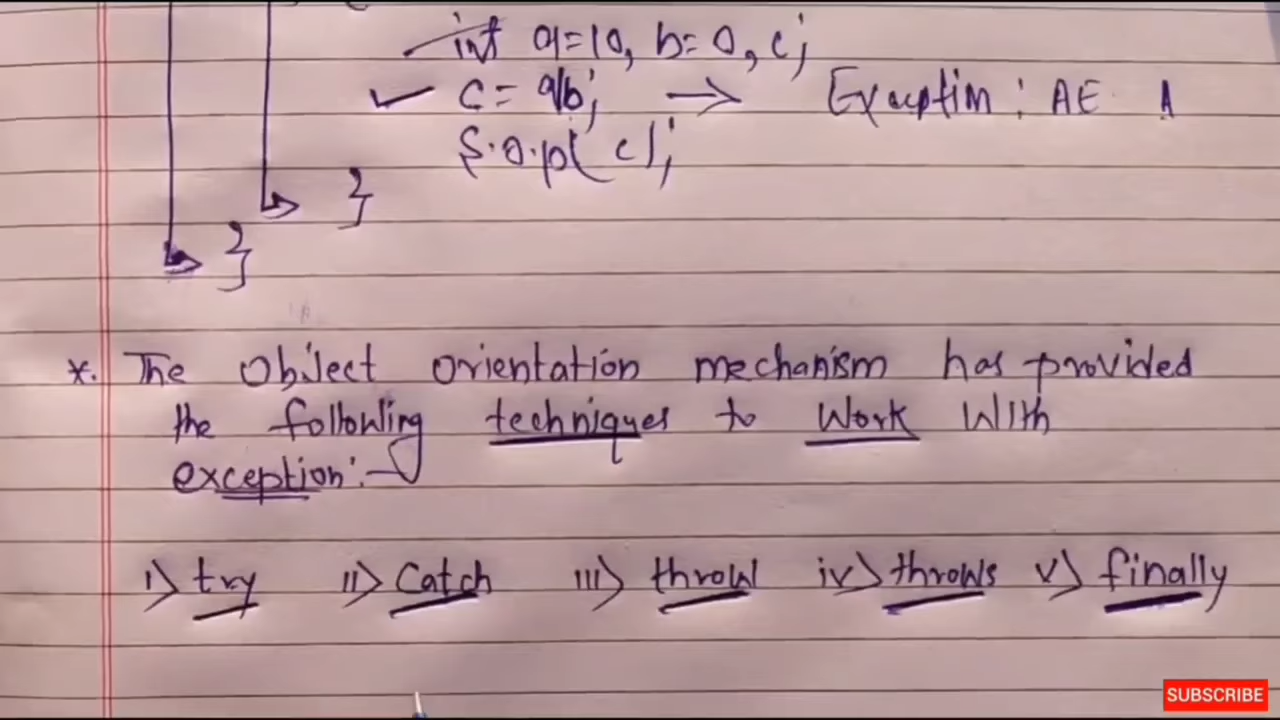 int a=10, b=0, c;
c= a/b; → Exception: AE A
S.o.p( c);
}
}
*. The Object orientation mechanism has provided
the following techniques to Work With
exception:-
i> try ii> Catch iii> throw iv> throws v> finally
SUBSCRIBE